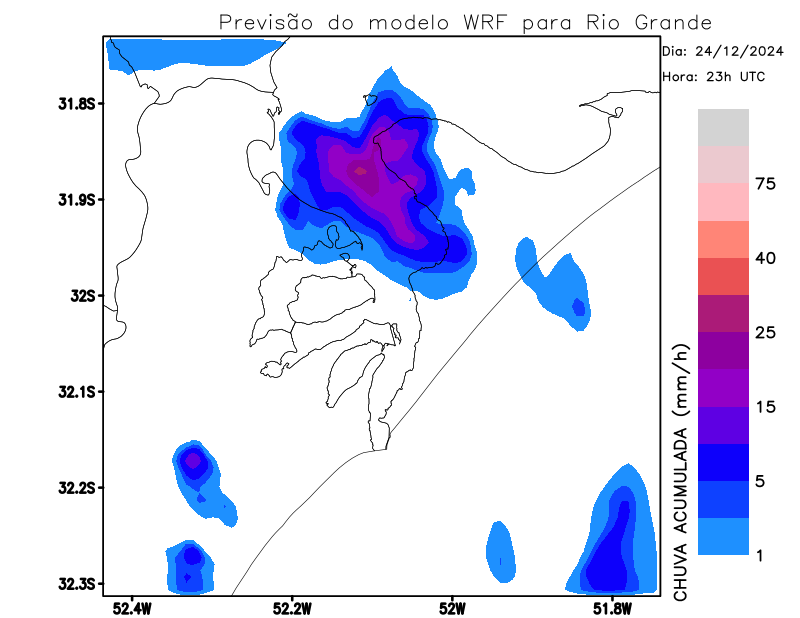 Previsão do modelo WRF para Rio Grande
Dia: 24/12/2024
Hora: 23h UTC
31.8S
31.9S
32S
32.1S
32.2S
32.3S
52.4W
52.2W
52W
51.8W
75
40
25
15
5
1
CHUVA ACUMULADA (mm/h)